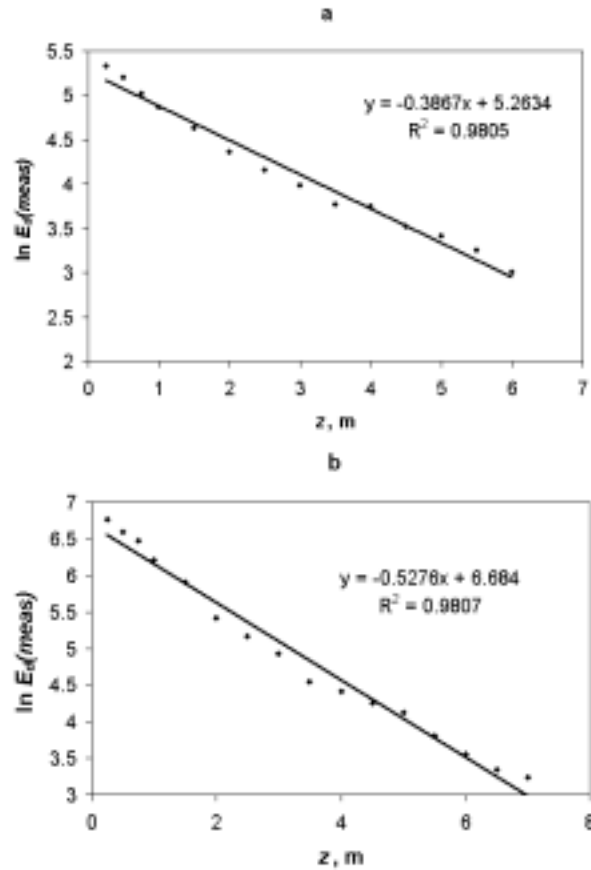 a
5.5
5
4.5
4
3.5
3
2.5
2
y = -0.3867x + 5.2634
R² = 0.9805
ln E_d(meas)
0 1 2 3 4 5 6 7
z, m
b
7
6.5
6
5.5
5
4.5
4
3.5
3
y = -0.5276x + 6.684
R² = 0.9807
ln E_d(meas)
0 2 4 6 8
z, m